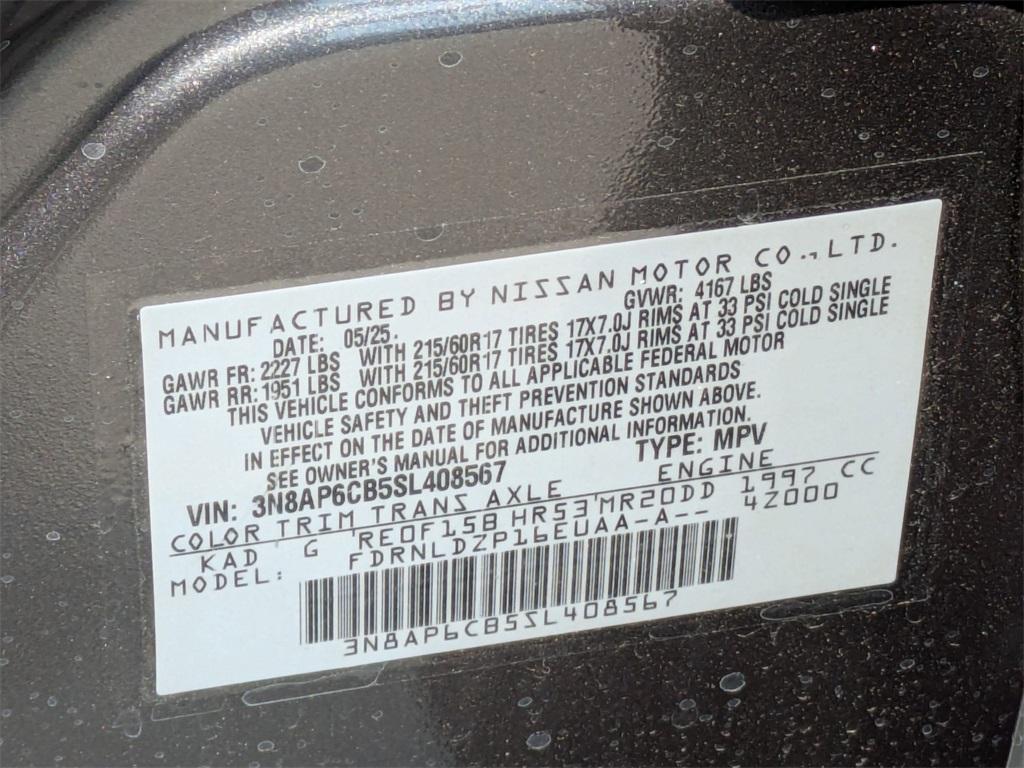 MANUFACTURED BY NISSAN MOTOR CO., LTD.
DATE: 05/25. GVWR: 4167 LBS
GAWR FR: 2227 LBS WITH 215/60R17 TIRES 17X7.0J RIMS AT 33 PSI COLD SINGLE
GAWR RR: 1951 LBS WITH 215/60R17 TIRES 17X7.0J RIMS AT 33 PSI COLD SINGLE
THIS VEHICLE CONFORMS TO ALL APPLICABLE FEDERAL MOTOR
VEHICLE SAFETY AND THEFT PREVENTION STANDARDS
IN EFFECT ON THE DATE OF MANUFACTURE SHOWN ABOVE.
SEE OWNER'S MANUAL FOR ADDITIONAL INFORMATION.
VIN: 3N8AP6CB5SL408567 TYPE: MPV
COLOR TRIM TRANS AXLE ENGINE
KAD G RE0F15B HR53 MR20DD 1997 CC
MODEL: FDRNLDZP16EUAA-A-- 4Z000
3N8AP6CB5SL408567